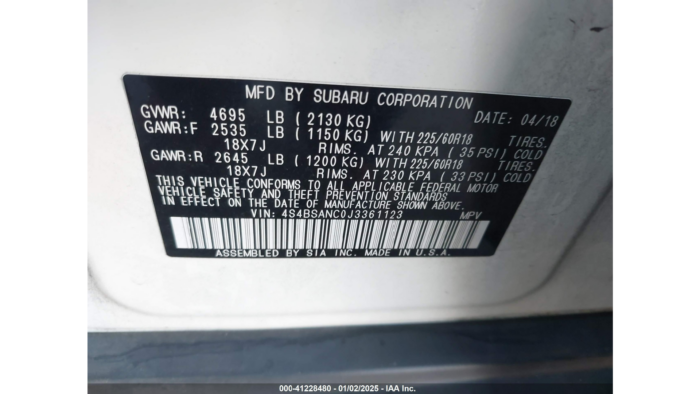 MFD BY SUBARU CORPORATION
GVWR: 4695 LB (2130 KG) DATE: 04/18
GAWR:F 2535 LB (1150 KG) WITH 225/60R18 TIRES.
18X7J RIMS. AT 240 KPA (35 PSI) COLD
GAWR:R 2645 LB (1200 KG) WITH 225/60R18 TIRES.
18X7J RIMS. AT 230 KPA (33 PSI) COLD
THIS VEHICLE CONFORMS TO ALL APPLICABLE FEDERAL MOTOR
VEHICLE SAFETY AND THEFT PREVENTION STANDARDS IN
EFFECT ON THE DATE OF MANUFACTURE SHOWN ABOVE.
VIN: 4S4BSANC0J3361123 MPV
ASSEMBLED BY SIA INC. MADE IN U.S.A.
000-41228480 - 01/02/2025 - IAA Inc.